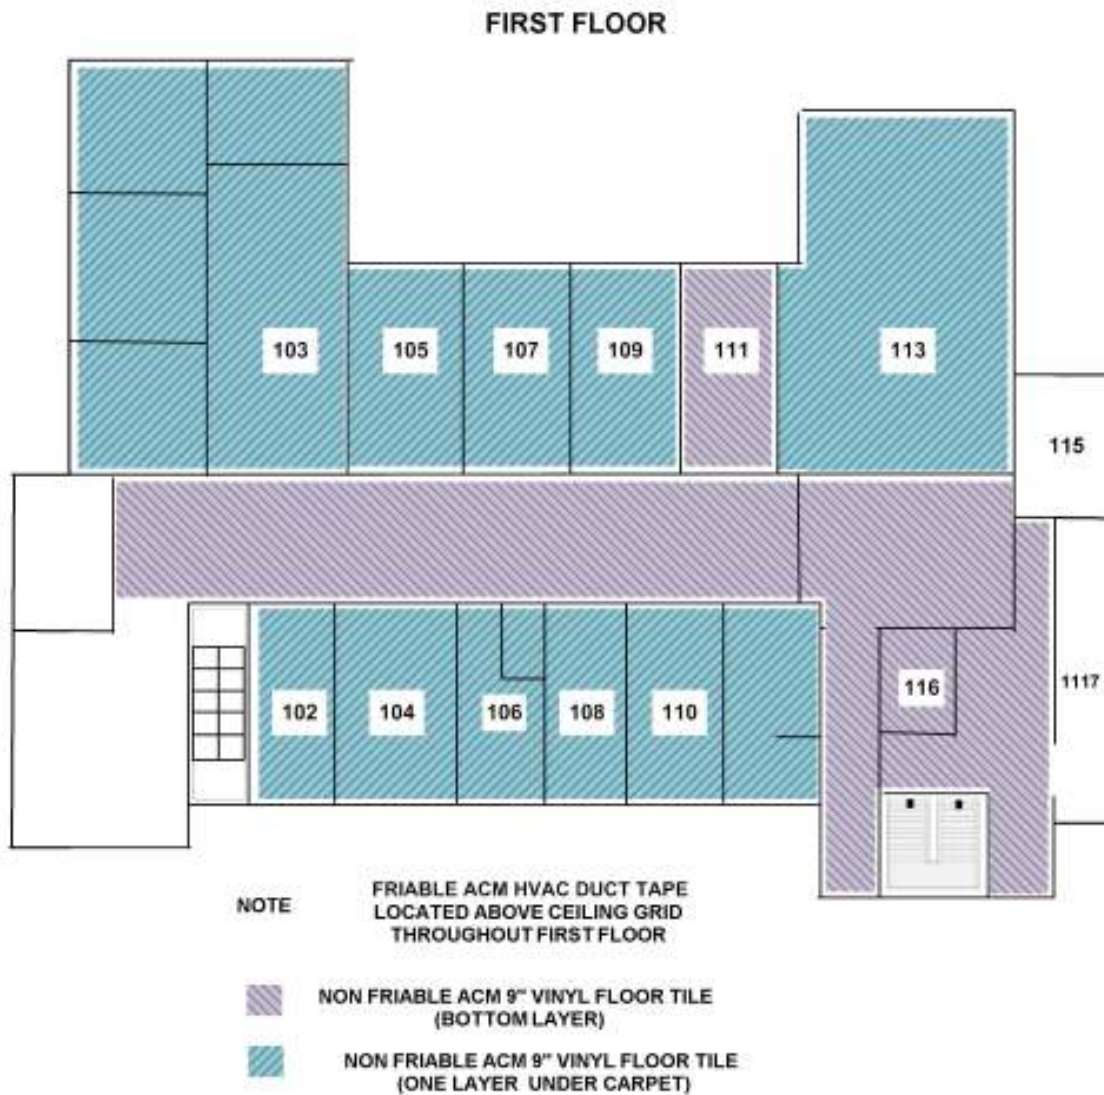 FIRST FLOOR
103
105
107
109
111
113
115
102
104
106
108
110
116
1117
NOTE
FRIABLE ACM HVAC DUCT TAPE
LOCATED ABOVE CEILING GRID
THROUGHOUT FIRST FLOOR
NON FRIABLE ACM 9" VINYL FLOOR TILE
(BOTTOM LAYER)
NON FRIABLE ACM 9" VINYL FLOOR TILE
(ONE LAYER UNDER CARPET)